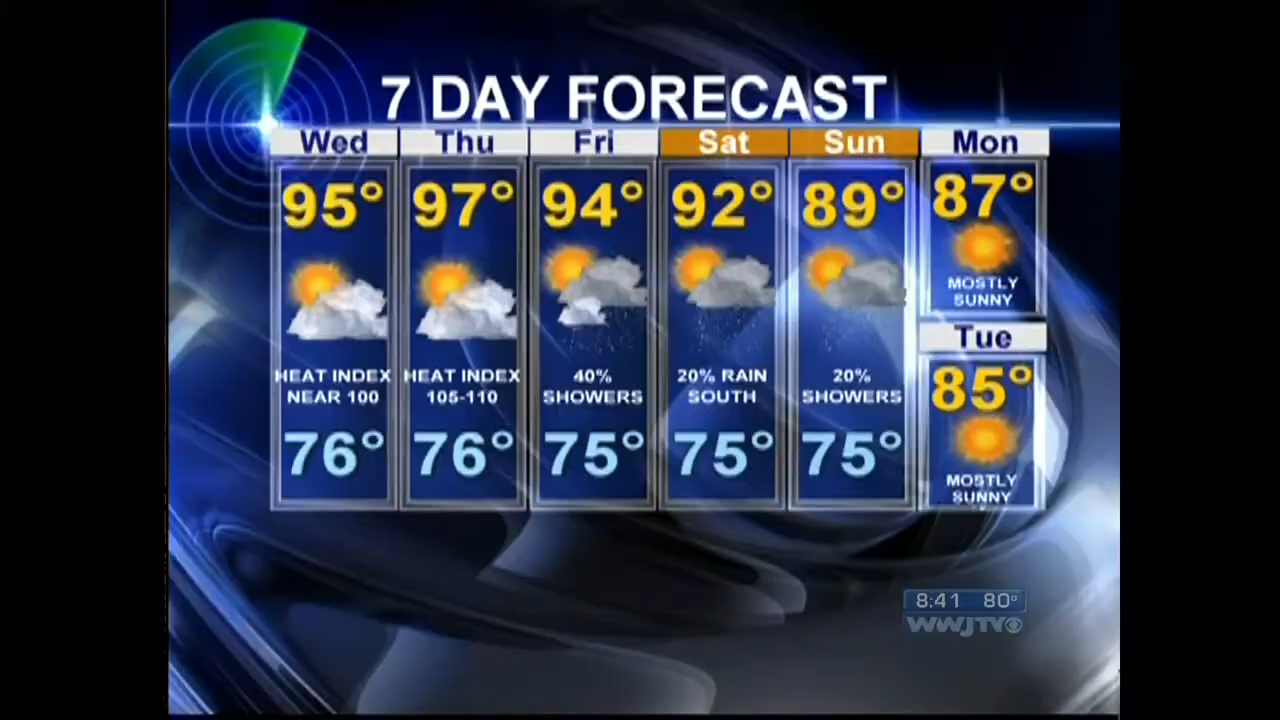 7 DAY FORECAST
Wed
95°
HEAT INDEX
NEAR 100
76°
Thu
97°
HEAT INDEX
105-110
76°
Fri
94°
40%
SHOWERS
75°
Sat
92°
20% RAIN
SOUTH
75°
Sun
89°
20%
SHOWERS
75°
Mon
87°
MOSTLY
SUNNY
Tue
85°
MOSTLY
SUNNY
8:41 80°
WWJTV